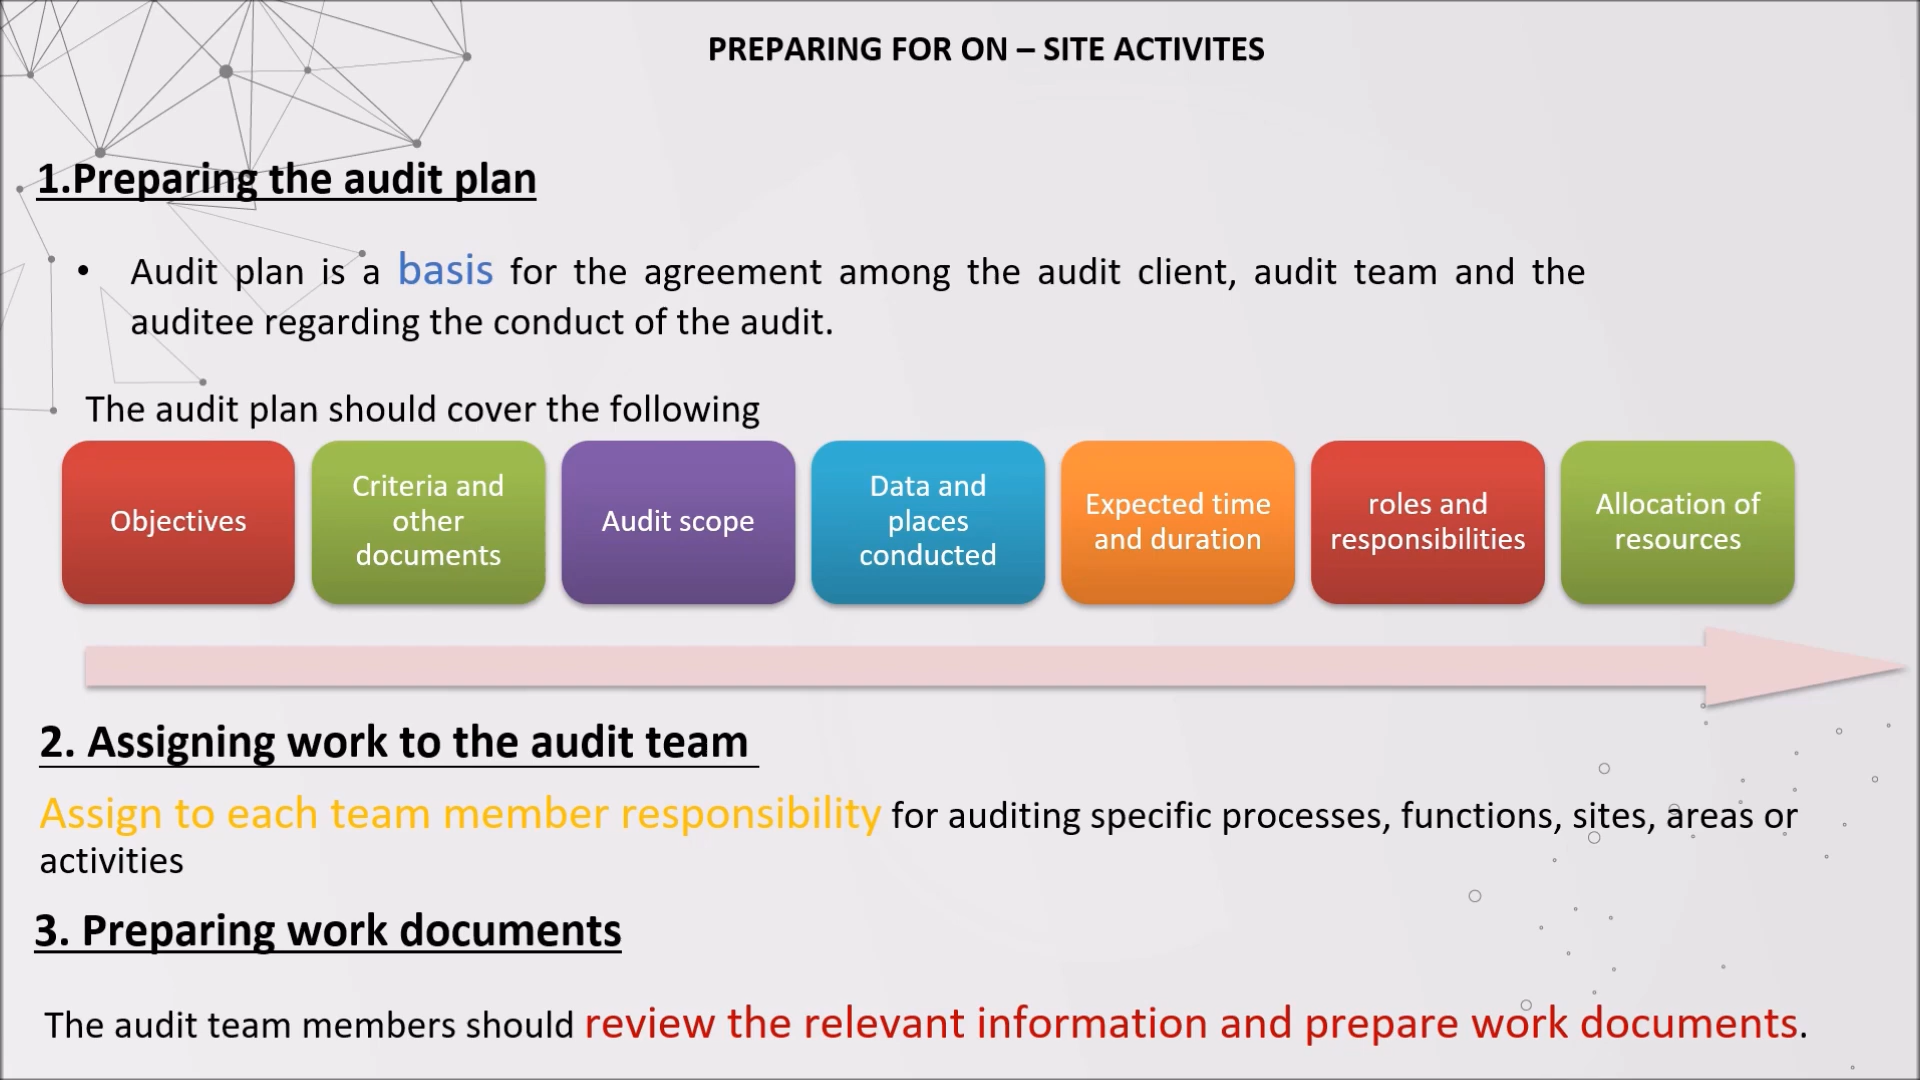 PREPARING FOR ON – SITE ACTIVITES
1.Preparing the audit plan
• Audit plan is a basis for the agreement among the audit client, audit team and the
auditee regarding the conduct of the audit.
The audit plan should cover the following
Objectives
Criteria and
other
documents
Audit scope
Data and
places
conducted
Expected time
and duration
roles and
responsibilities
Allocation of
resources
2. Assigning work to the audit team
Assign to each team member responsibility for auditing specific processes, functions, sites, areas or
activities
3. Preparing work documents
The audit team members should review the relevant information and prepare work documents.